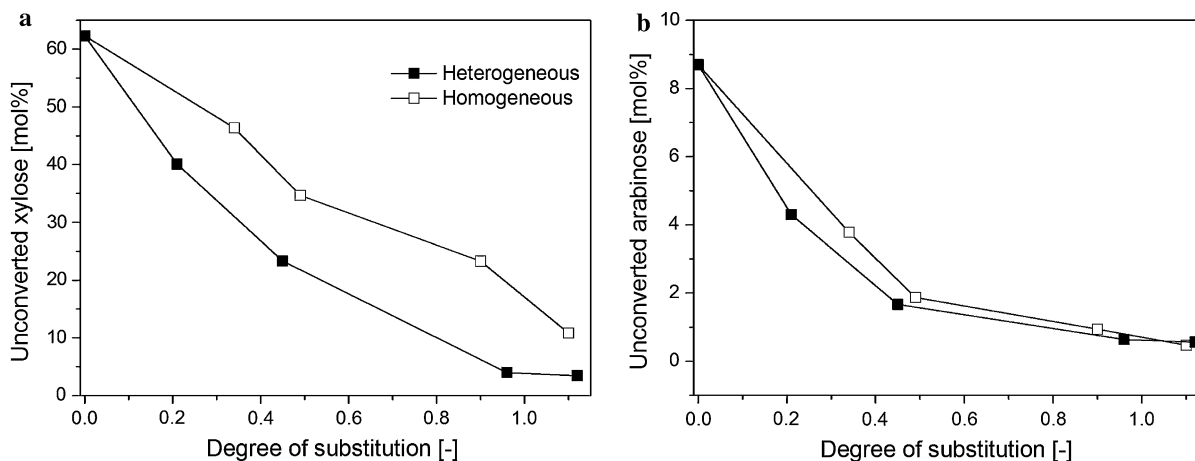 a
Unconverted xylose [mol%]
60
50
40
30
20
10
0
0.0 0.2 0.4 0.6 0.8 1.0
Degree of substitution [-]
Heterogeneous
Homogeneous
b
Unconverted arabinose [mol%]
10
8
6
4
2
0
0.0 0.2 0.4 0.6 0.8 1.0
Degree of substitution [-]